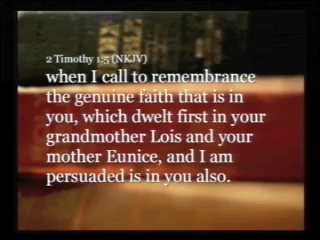 2 Timothy 1:5 (NKJV)
when I call to remembrance
the genuine faith that is in
you, which dwelt first in your
grandmother Lois and your
mother Eunice, and I am
persuaded is in you also.